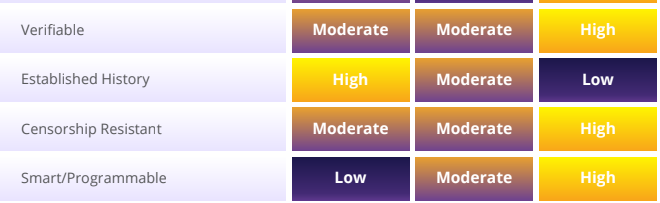 Verifiable Moderate Moderate High
Established History High Moderate Low
Censorship Resistant Moderate Moderate High
Smart/Programmable Low Moderate High